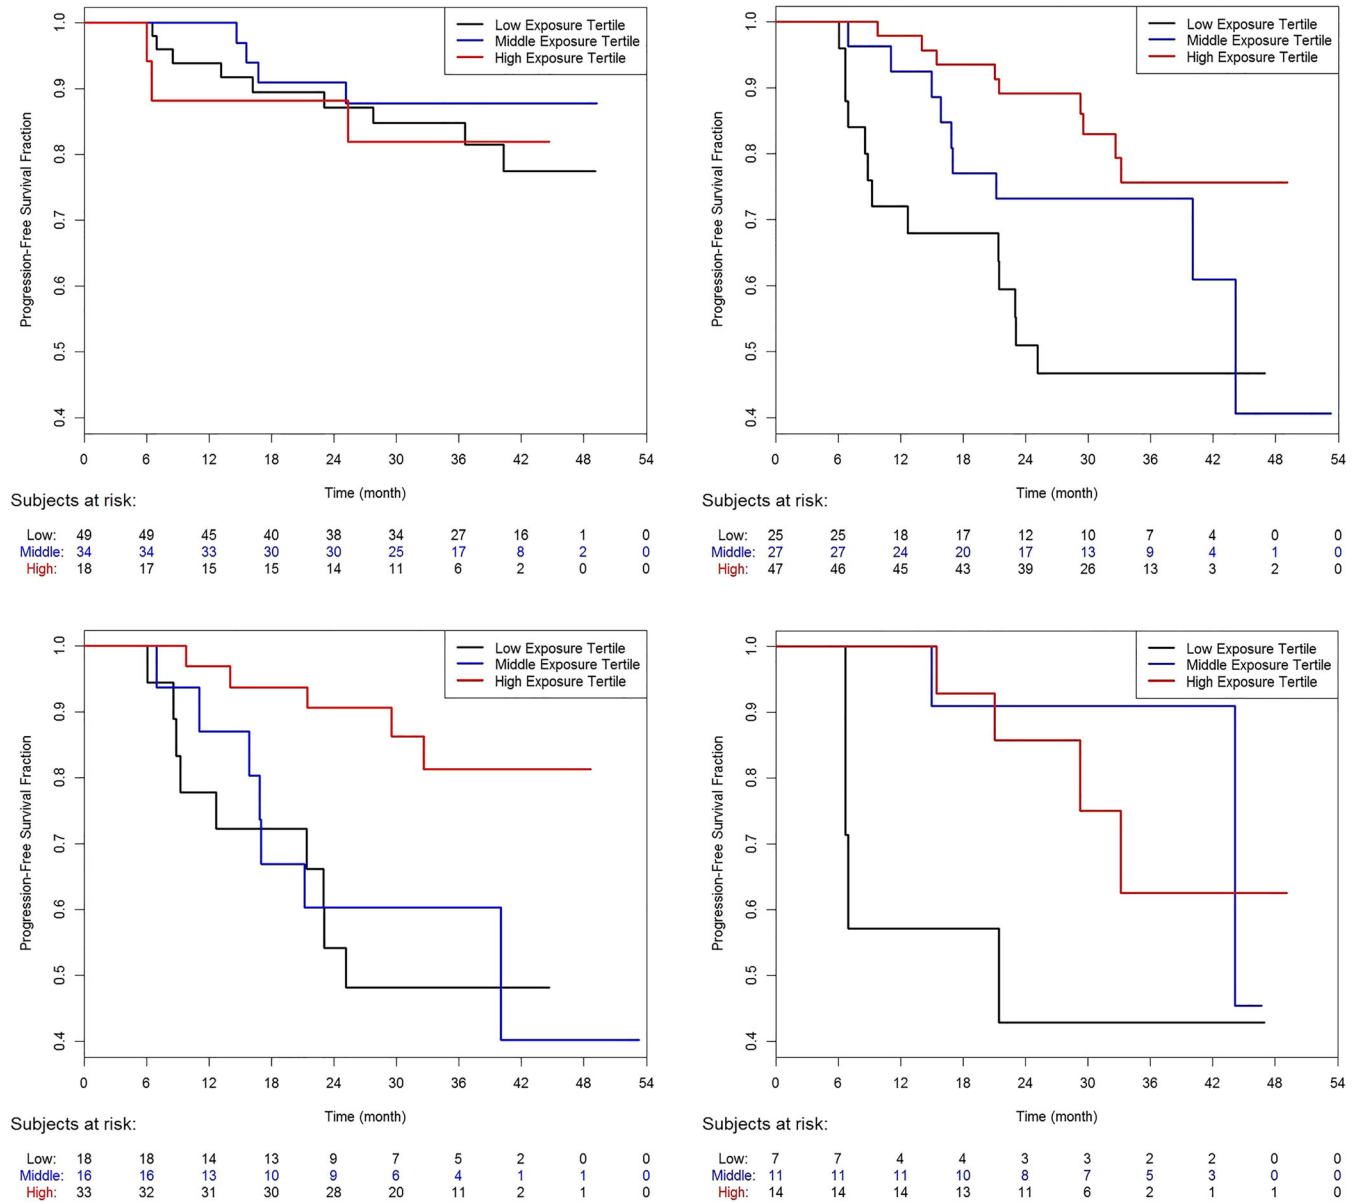 Low Exposure Tertile
Middle Exposure Tertile
High Exposure Tertile
Progression-Free Survival Fraction
1.0
0.9
0.8
0.7
0.6
0.5
0.4
0 6 12 18 24 30 36 42 48 54
Time (month)
Subjects at risk:
Low: 49 49 45 40 38 34 27 16 1 0
Middle: 34 34 33 30 30 25 17 8 2 0
High: 18 17 15 15 14 11 6 2 0 0
Low Exposure Tertile
Middle Exposure Tertile
High Exposure Tertile
Progression-Free Survival Fraction
1.0
0.9
0.8
0.7
0.6
0.5
0.4
0 6 12 18 24 30 36 42 48 54
Time (month)
Subjects at risk:
Low: 25 25 18 17 12 10 7 4 0 0
Middle: 27 27 24 20 17 13 9 4 1 0
High: 47 46 45 43 39 26 13 3 2 0
Low Exposure Tertile
Middle Exposure Tertile
High Exposure Tertile
Progression-Free Survival Fraction
1.0
0.9
0.8
0.7
0.6
0.5
0.4
0 6 12 18 24 30 36 42 48 54
Time (month)
Subjects at risk:
Low: 18 18 14 13 9 7 5 2 0 0
Middle: 16 16 13 10 9 6 4 1 1 0
High: 33 32 31 30 28 20 11 2 1 0
Low Exposure Tertile
Middle Exposure Tertile
High Exposure Tertile
Progression-Free Survival Fraction
1.0
0.9
0.8
0.7
0.6
0.5
0.4
0 6 12 18 24 30 36 42 48 54
Time (month)
Subjects at risk:
Low: 7 7 4 4 3 3 2 2 0 0
Middle: 11 11 11 10 8 7 5 3 0 0
High: 14 14 14 13 11 6 2 1 1 0